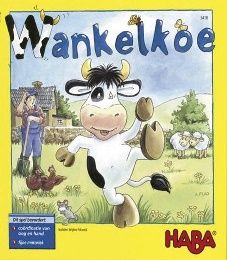 Wankelkoe
Dit spel bevordert:
coördinatie van
oog en hand
fijne motoriek
HABA